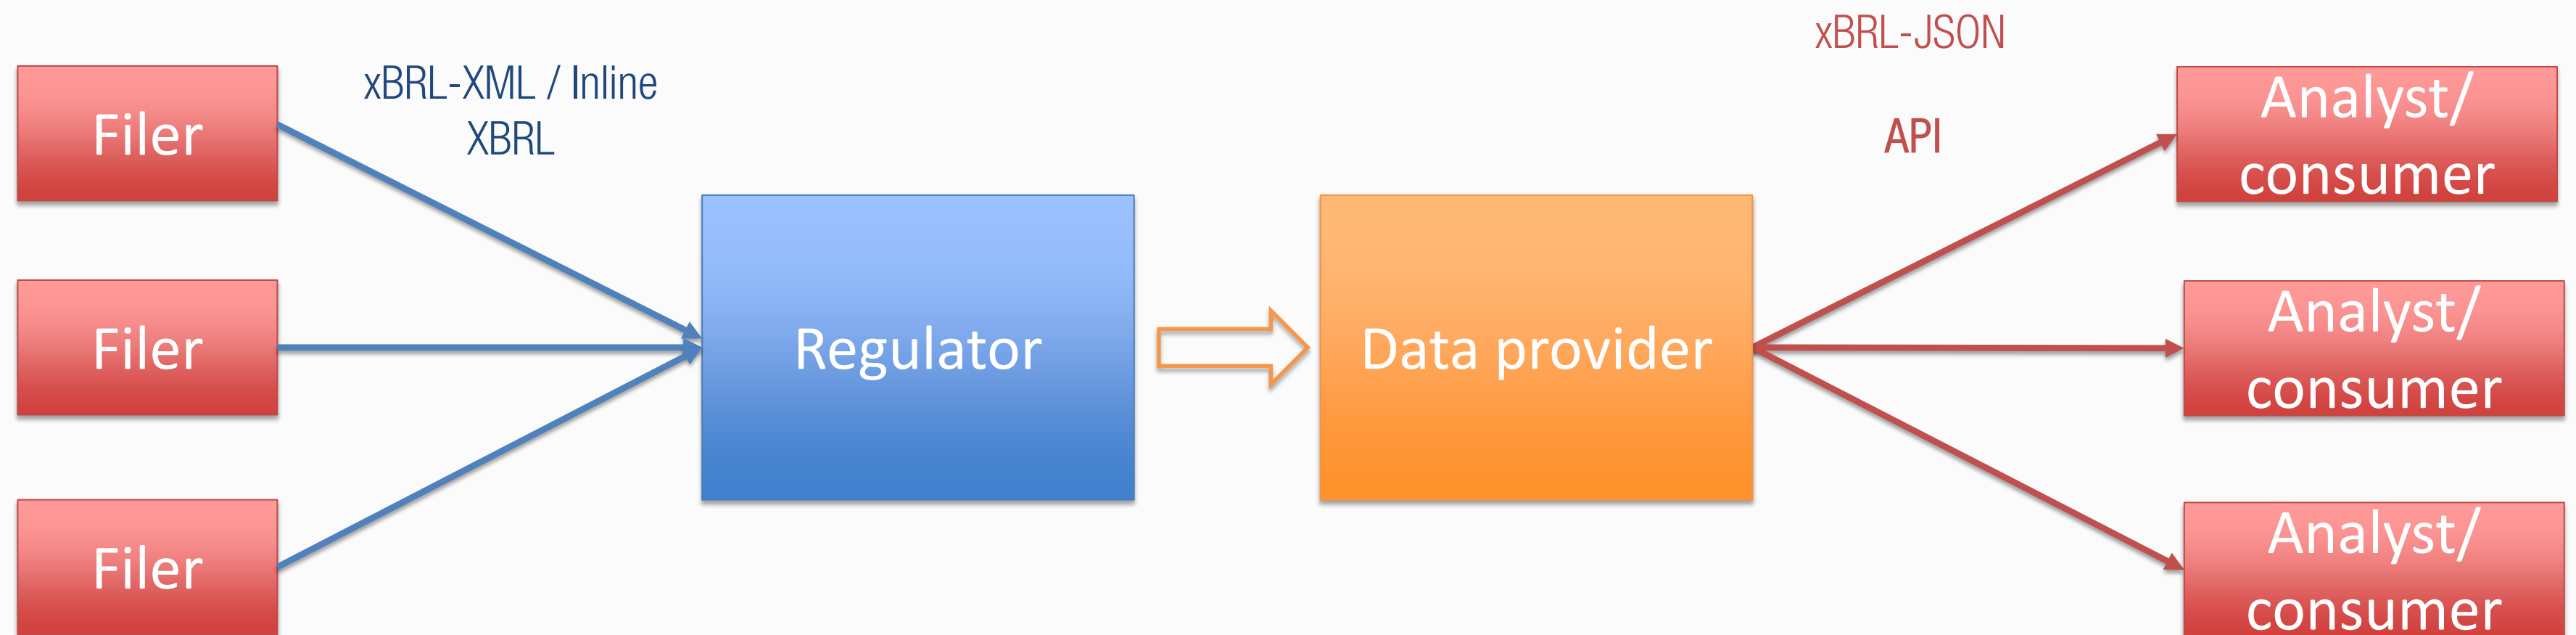 xBRL-JSON
xBRL-XML / Inline
XBRL
API
Filer
Analyst/
consumer
Filer
Regulator
Data provider
Analyst/
consumer
Filer
Analyst/
consumer